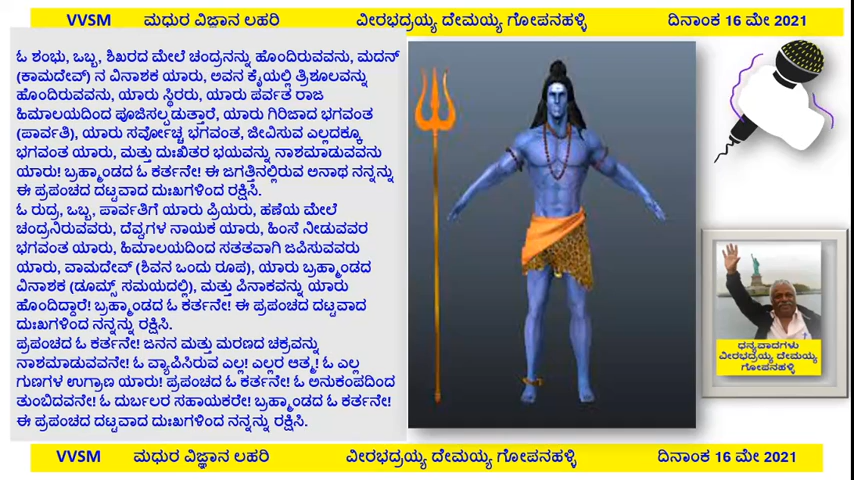 VVSM ಮಧುರ ವಿಜ್ಞಾನ ಲಹರಿ ವೀರಭದ್ರಯ್ಯ ದೇಮಯ್ಯ ಗೋಪನಹಳ್ಳಿ ದಿನಾಂಕ 16 ಮೇ 2021
ಓ ಶಂಭು, ಒಬ್ಬ, ಶಿಖರದ ಮೇಲೆ ಚಂದ್ರನನ್ನು ಹೊಂದಿರುವವನು, ಮದನ್
(ಕಾಮದೇವ್) ನ ವಿನಾಶಕ ಯಾರು, ಅವನ ಕೈಯಲ್ಲಿ ತ್ರಿಶೂಲವನ್ನು
ಹೊಂದಿರುವವನು, ಯಾರು ಸ್ಥಿರರು, ಯಾರು ಪರ್ವತ ರಾಜ
ಹಿಮಾಲಯದಿಂದ ಪೂಜಿಸಲ್ಪಡುತ್ತಾರೆ, ಯಾರು ಗಿರಿಜಾದ ಭಗವಂತ
(ಪಾರ್ವತಿ), ಯಾರು ಸರ್ವೋಚ್ಚ ಭಗವಂತ, ಜೀವಿಸುವ ಎಲ್ಲದಕ್ಕೂ
ಭಗವಂತ ಯಾರು, ಮತ್ತು ದುಃಖಿತರ ಭಯವನ್ನು ನಾಶಮಾಡುವವನು
ಯಾರು! ಬ್ರಹ್ಮಾಂಡದ ಓ ಕರ್ತನೇ! ಈ ಜಗತ್ತಿನಲ್ಲಿರುವ ಅನಾಥ ನನ್ನನ್ನು
ಈ ಪ್ರಪಂಚದ ದಟ್ಟವಾದ ದುಃಖಗಳಿಂದ ರಕ್ಷಿಸಿ.
ಓ ರುದ್ರ, ಒಬ್ಬ, ಪಾರ್ವತಿಗೆ ಯಾರು ಪ್ರಿಯರು, ಹಣೆಯ ಮೇಲೆ
ಚಂದ್ರನಿರುವವರು, ದೆವ್ವಗಳ ನಾಯಕ ಯಾರು, ಹಿಂಸೆ ನೀಡುವವರ
ಭಗವಂತ ಯಾರು, ಹಿಮಾಲಯದಿಂದ ಸತತವಾಗಿ ಜಪಿಸುವವರು
ಯಾರು, ವಾಮದೇವ್ (ಶಿವನ ಒಂದು ರೂಪ), ಯಾರು ಬ್ರಹ್ಮಾಂಡದ
ವಿನಾಶಕ (ಡೂಮ್ಸ್ ಸಮಯದಲ್ಲಿ), ಮತ್ತು ಪಿನಾಕವನ್ನು ಯಾರು
ಹೊಂದಿದ್ದಾರೆ! ಬ್ರಹ್ಮಾಂಡದ ಓ ಕರ್ತನೇ! ಈ ಪ್ರಪಂಚದ ದಟ್ಟವಾದ
ದುಃಖಗಳಿಂದ ನನ್ನನ್ನು ರಕ್ಷಿಸಿ.
ಪ್ರಪಂಚದ ಓ ಕರ್ತನೇ! ಜನನ ಮತ್ತು ಮರಣದ ಚಕ್ರವನ್ನು
ನಾಶಮಾಡುವವನೇ! ಓ ವ್ಯಾಪಿಸಿರುವ ಎಲ್ಲ! ಎಲ್ಲರ ಆತ್ಮ! ಓ ಎಲ್ಲ
ಗುಣಗಳ ಉಗ್ರಾಣ ಯಾರು! ಪ್ರಪಂಚದ ಓ ಕರ್ತನೇ! ಓ ಅನುಕಂಪದಿಂದ
ತುಂಬಿದವನೇ! ಓ ದುರ್ಬಲರ ಸಹಾಯಕರೇ! ಬ್ರಹ್ಮಾಂಡದ ಓ ಕರ್ತನೇ!
ಈ ಪ್ರಪಂಚದ ದಟ್ಟವಾದ ದುಃಖಗಳಿಂದ ನನ್ನನ್ನು ರಕ್ಷಿಸಿ.
ಧನ್ಯವಾದಗಳು
ವೀರಭದ್ರಯ್ಯ ದೇಮಯ್ಯ
ಗೋಪನಹಳ್ಳಿ
VVSM ಮಧುರ ವಿಜ್ಞಾನ ಲಹರಿ ವೀರಭದ್ರಯ್ಯ ದೇಮಯ್ಯ ಗೋಪನಹಳ್ಳಿ ದಿನಾಂಕ 16 ಮೇ 2021